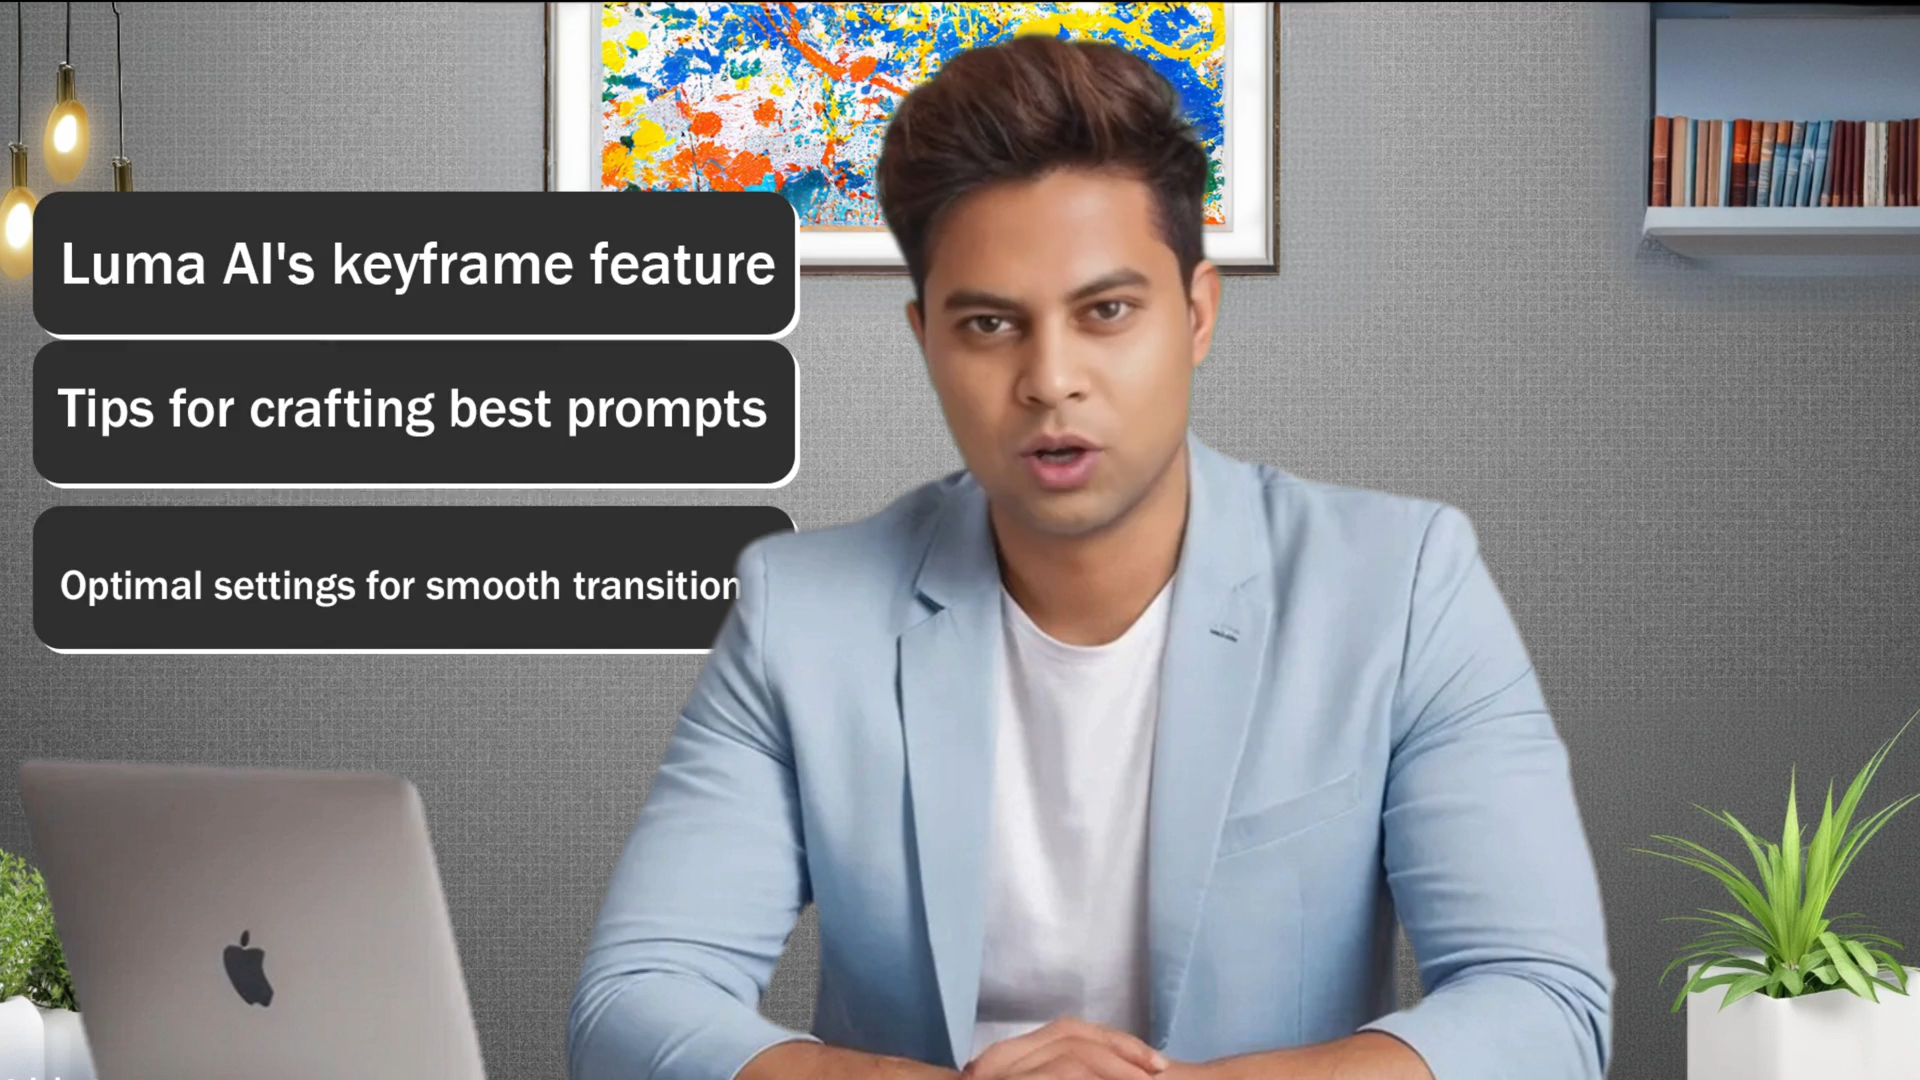 Luma AI's keyframe feature
Tips for crafting best prompts
Optimal settings for smooth transition